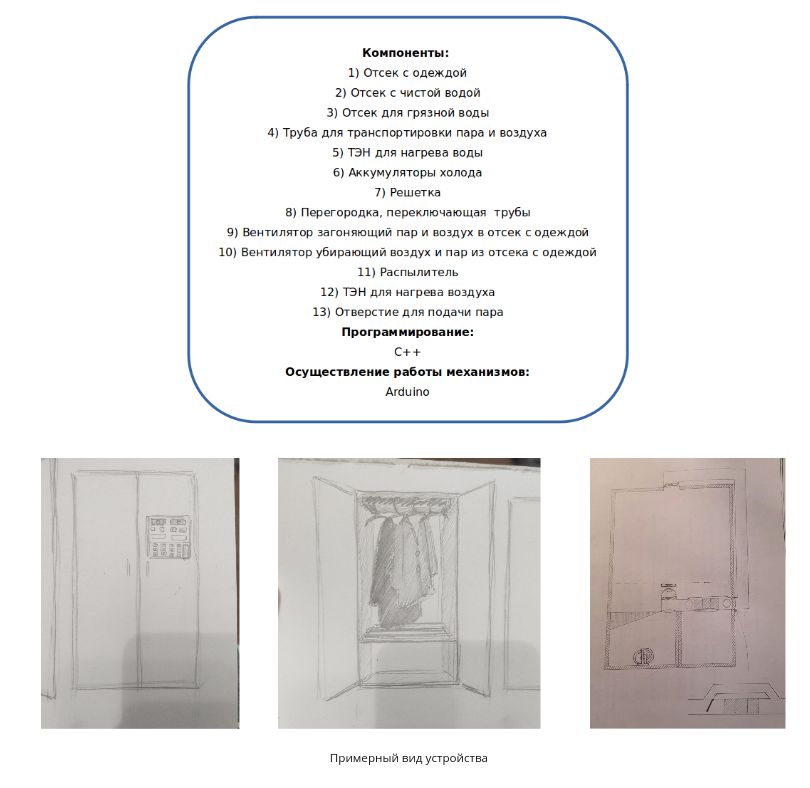 Компоненты:
1) Отсек с одеждой
2) Отсек с чистой водой
3) Отсек для грязной воды
4) Труба для транспортировки пара и воздуха
5) ТЭН для нагрева воды
6) Аккумуляторы холода
7) Решетка
8) Перегородка, переключающая  трубы
9) Вентилятор загоняющий пар и воздух в отсек с одеждой
10) Вентилятор убирающий воздух и пар из отсека с одеждой
11) Распылитель
12) ТЭН для нагрева воздуха
13) Отверстие для подачи пара
Программирование:
C++
Осуществление работы механизмов:
Arduino
Примерный вид устройства